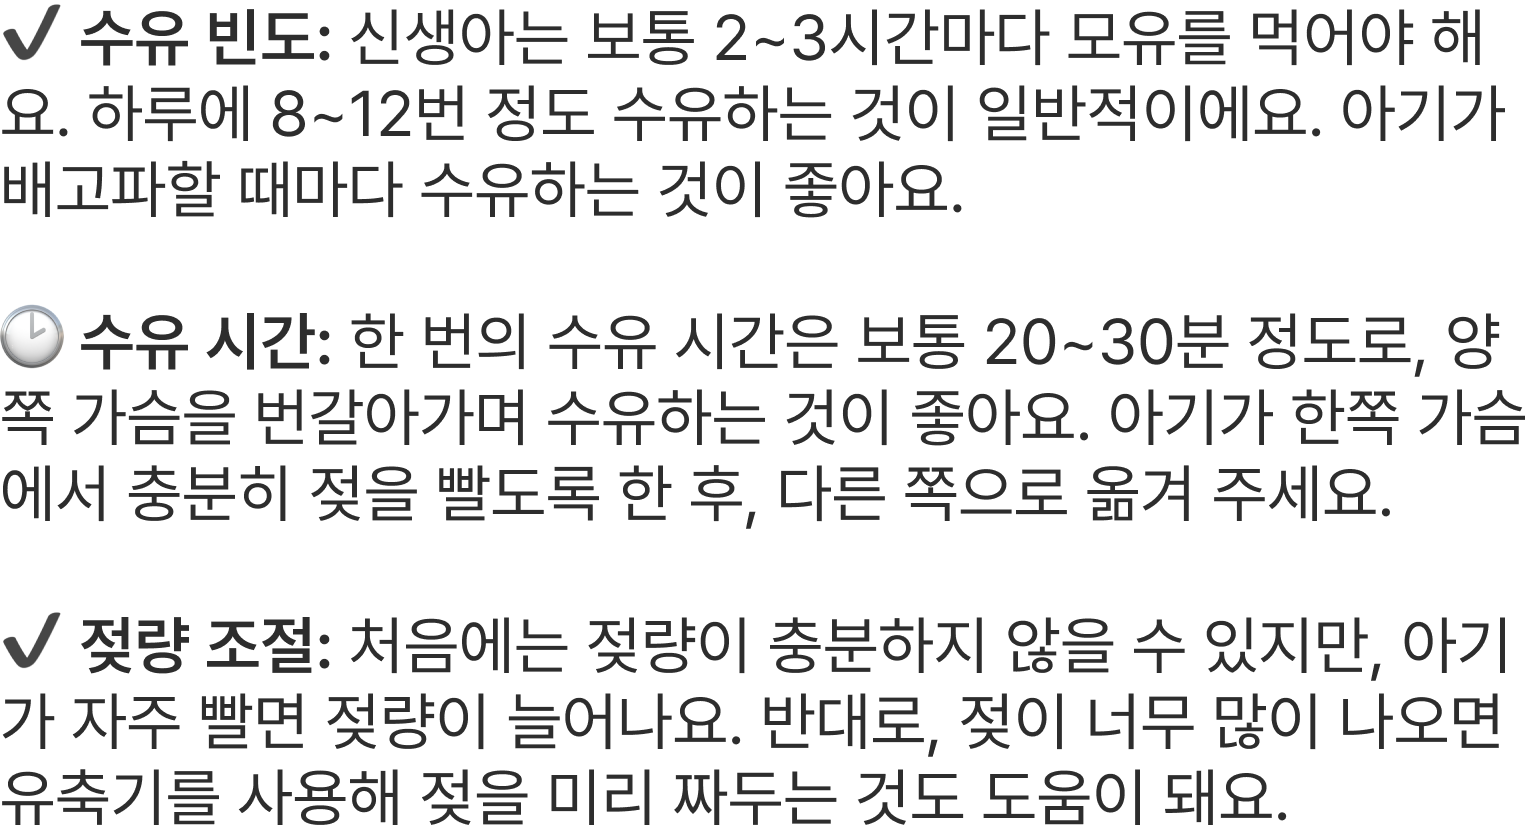 ✔ 수유 빈도: 신생아는 보통 2~3시간마다 모유를 먹어야 해
요. 하루에 8~12번 정도 수유하는 것이 일반적이에요. 아기가
배고파할 때마다 수유하는 것이 좋아요.
🕑 수유 시간: 한 번의 수유 시간은 보통 20~30분 정도로, 양
쪽 가슴을 번갈아가며 수유하는 것이 좋아요. 아기가 한쪽 가슴
에서 충분히 젖을 빨도록 한 후, 다른 쪽으로 옮겨 주세요.
✔ 젖량 조절: 처음에는 젖량이 충분하지 않을 수 있지만, 아기
가 자주 빨면 젖량이 늘어나요. 반대로, 젖이 너무 많이 나오면
유축기를 사용해 젖을 미리 짜두는 것도 도움이 돼요.